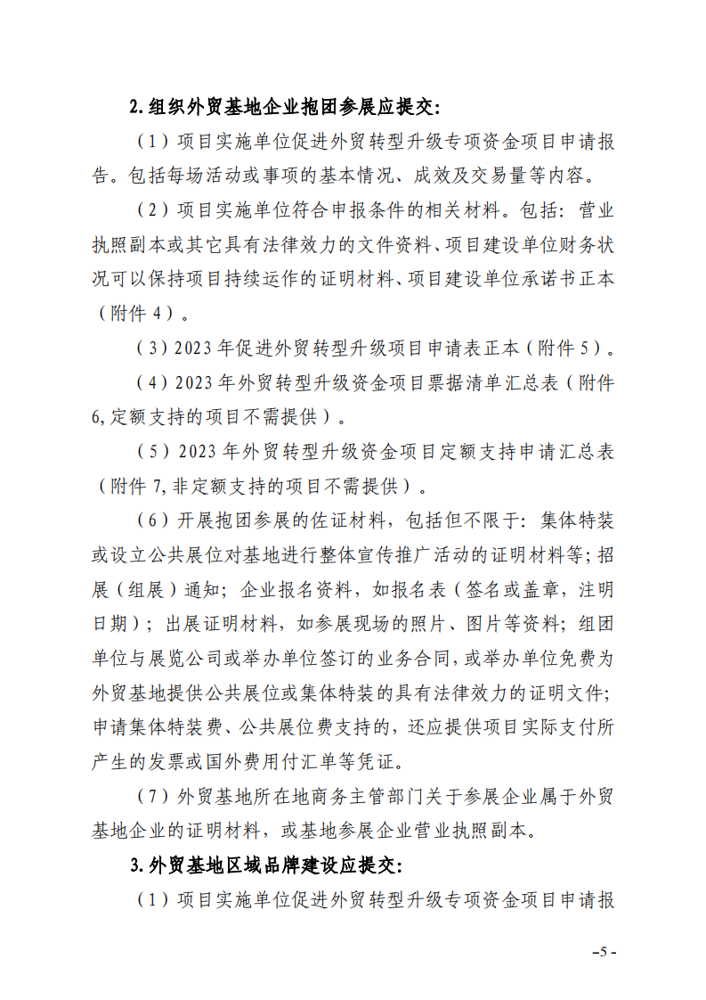 2.组织外贸基地企业抱团参展应提交：
（1）项目实施单位促进外贸转型升级专项资金项目申请报
告。包括每场活动或事项的基本情况、成效及交易量等内容。
（2）项目实施单位符合申报条件的相关材料。包括：营业
执照副本或其它具有法律效力的文件资料、项目建设单位财务状
况可以保持项目持续运作的证明材料、项目建设单位承诺书正本
（附件 4）。
（3）2023 年促进外贸转型升级项目申请表正本（附件 5）。
（4）2023 年外贸转型升级资金项目票据清单汇总表（附件
6,定额支持的项目不需提供）。
（5）2023 年外贸转型升级资金项目定额支持申请汇总表
（附件 7,非定额支持的项目不需提供）。
（6）开展抱团参展的佐证材料，包括但不限于：集体特装
或设立公共展位对基地进行整体宣传推广活动的证明材料等；招
展（组展）通知；企业报名资料，如报名表（签名或盖章，注明
日期）；出展证明材料，如参展现场的照片、图片等资料；组团
单位与展览公司或举办单位签订的业务合同，或举办单位免费为
外贸基地提供公共展位或集体特装的具有法律效力的证明文件；
申请集体特装费、公共展位费支持的，还应提供项目实际支付所
产生的发票或国外费用付汇单等凭证。
（7）外贸基地所在地商务主管部门关于参展企业属于外贸
基地企业的证明材料，或基地参展企业营业执照副本。
3.外贸基地区域品牌建设应提交：
（1）项目实施单位促进外贸转型升级专项资金项目申请报
-5-